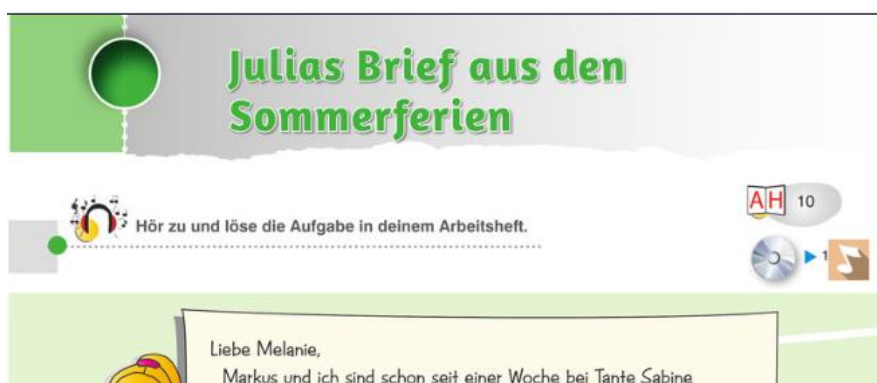 Julias Brief aus den
Sommerferien
Hör zu und löse die Aufgabe in deinem Arbeitsheft.
AH 10
1
Liebe Melanie,
Markus und ich sind schon seit einer Woche bei Tante Sabine